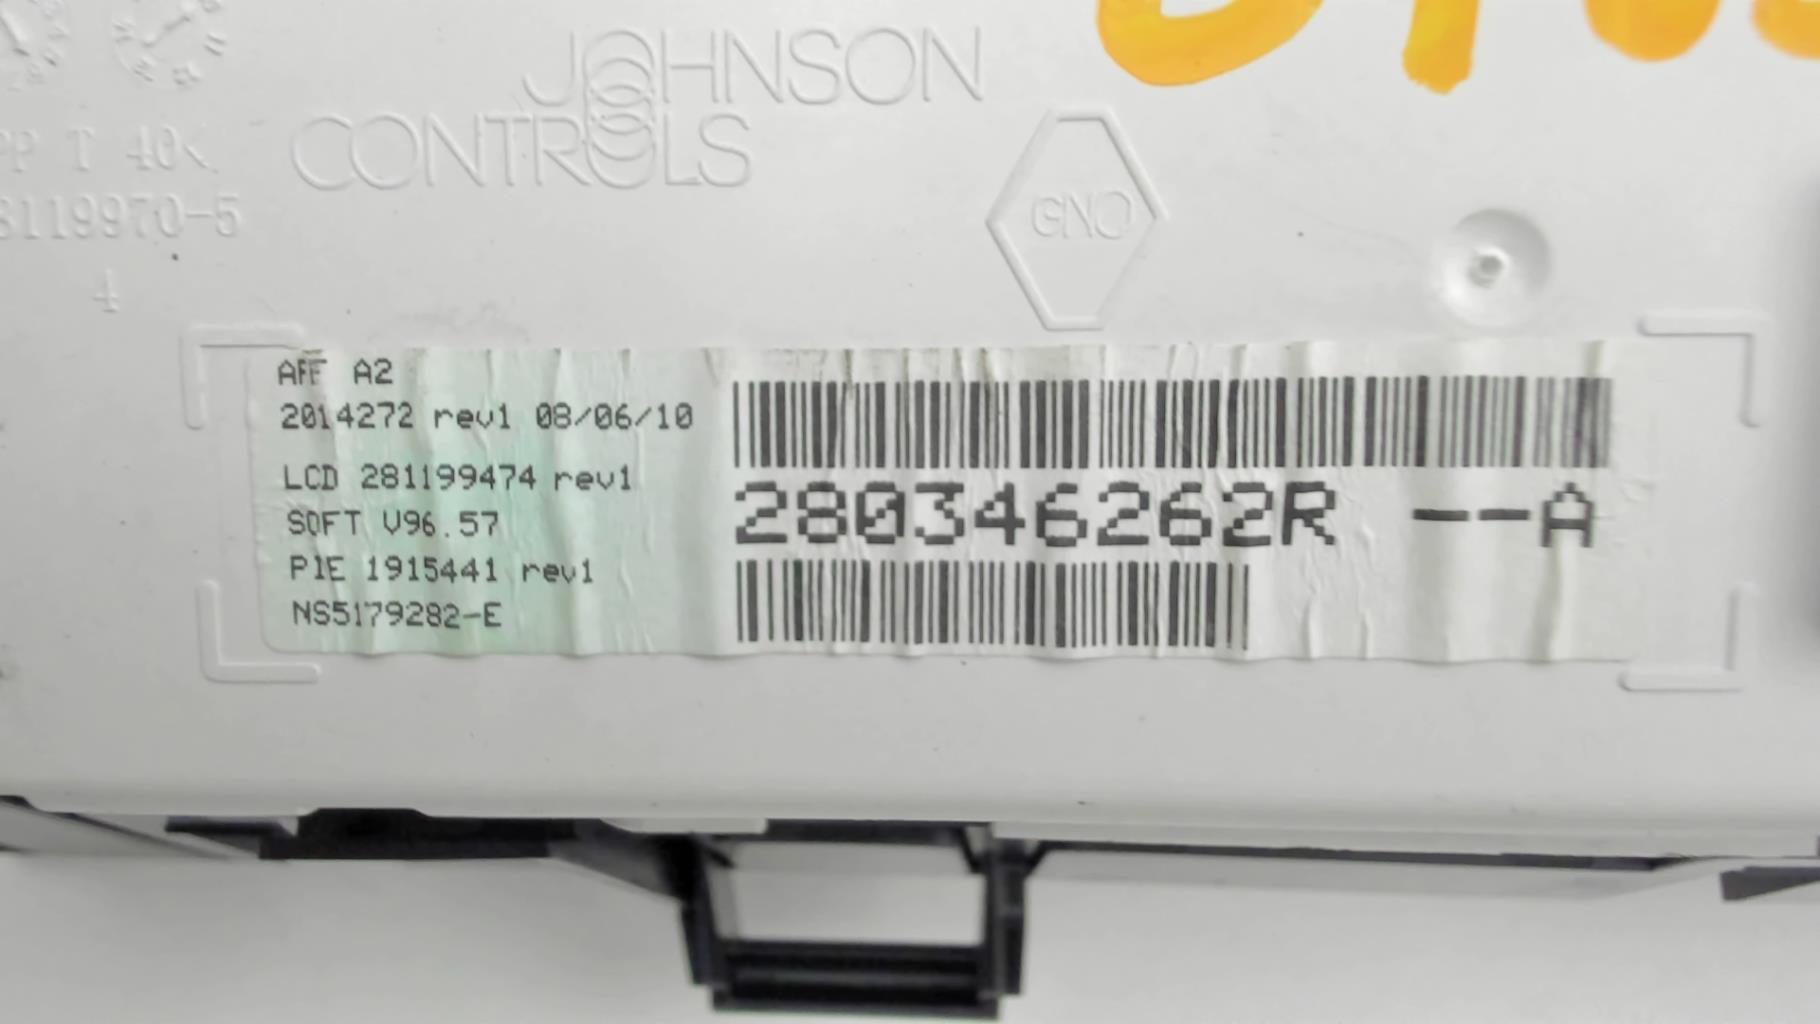 JOHNSON
CONTROLS
PP T 40<
8119970-5
4
GNO
AFF A2
2014272 rev1 08/06/10
LCD 281199474 rev1
SOFT V96.57
PIE 1915441 rev1
NS5179282-E
280346262R --A